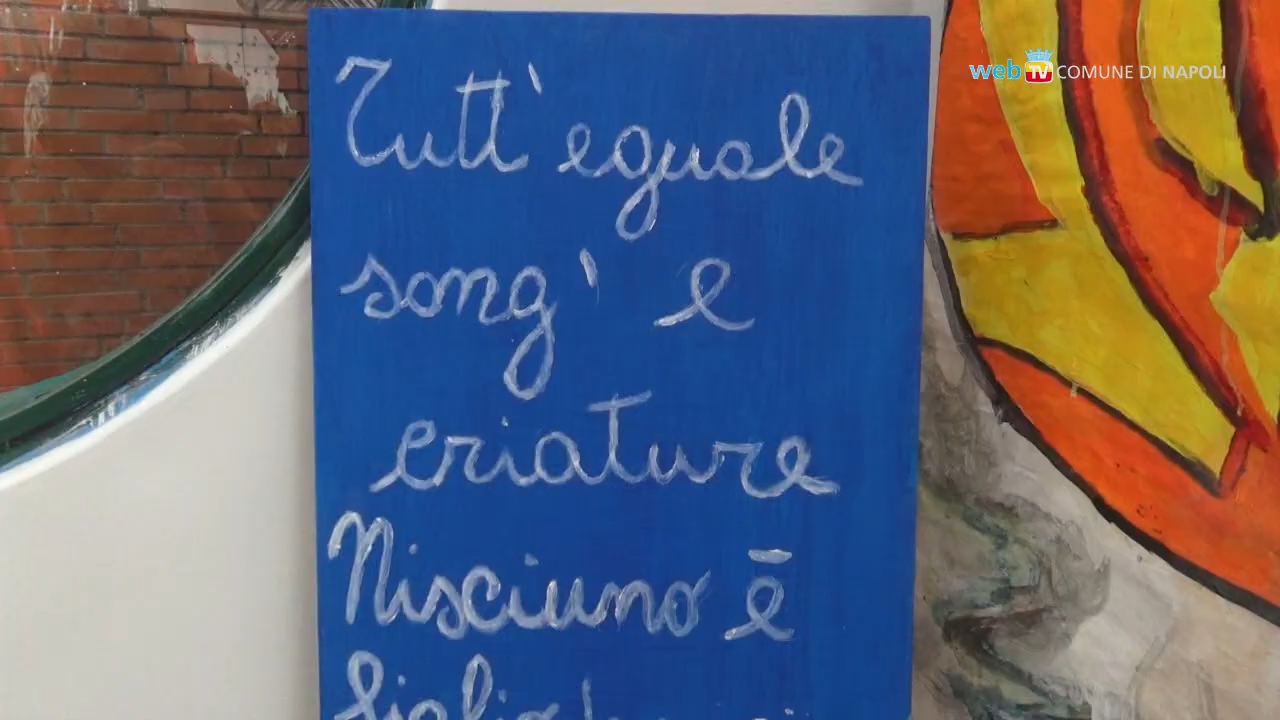 web TV COMUNE DI NAPOLI
Tutt' eguale
song' e
criature
Nisciuno ē